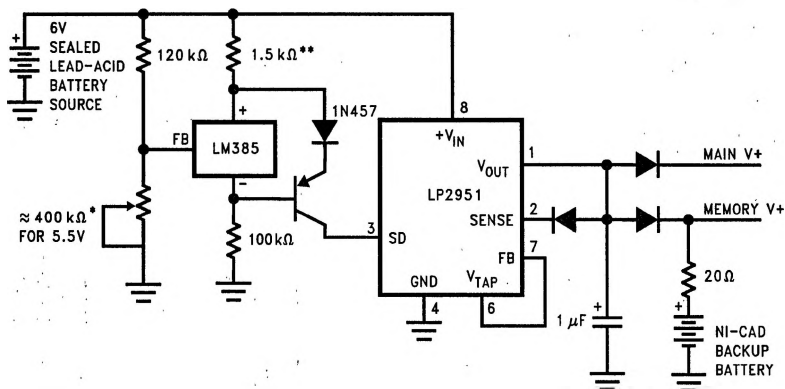 6V
SEALED
LEAD-ACID
BATTERY
SOURCE
+
120 kΩ
1.5 kΩ**
1N457
FB
+
LM385
-
≈ 400 kΩ*
FOR 5.5V
100kΩ
3
SD
8
+VIN
LP2951
VOUT
1
SENSE
2
FB
7
GND
4
VTAP
6
MAIN V+
MEMORY V+
+
1 μF
20Ω
+
NI-CAD
BACKUP
BATTERY